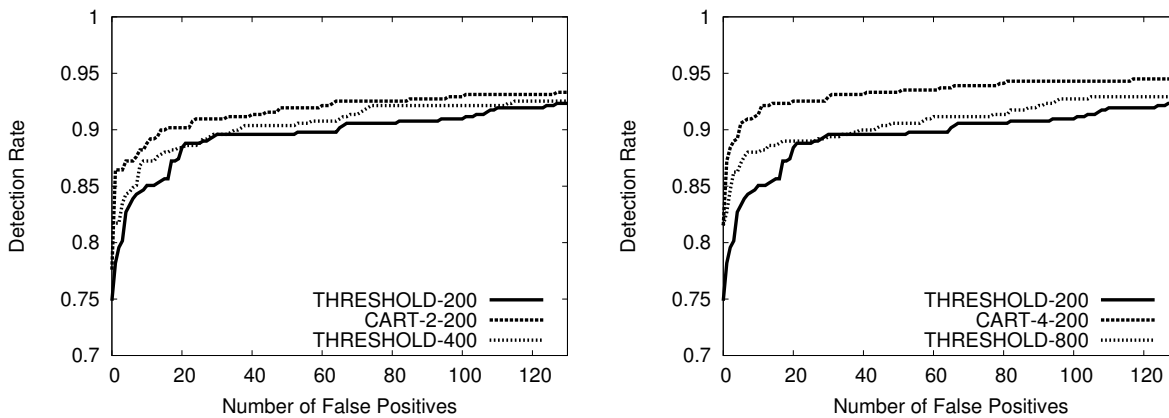 1
0.95
0.9
0.85
0.8
0.75
0.7
Detection Rate
THRESHOLD-200
CART-2-200
THRESHOLD-400
0 20 40 60 80 100 120
Number of False Positives
1
0.95
0.9
0.85
0.8
0.75
0.7
Detection Rate
THRESHOLD-200
CART-4-200
THRESHOLD-800
0 20 40 60 80 100 120
Number of False Positives